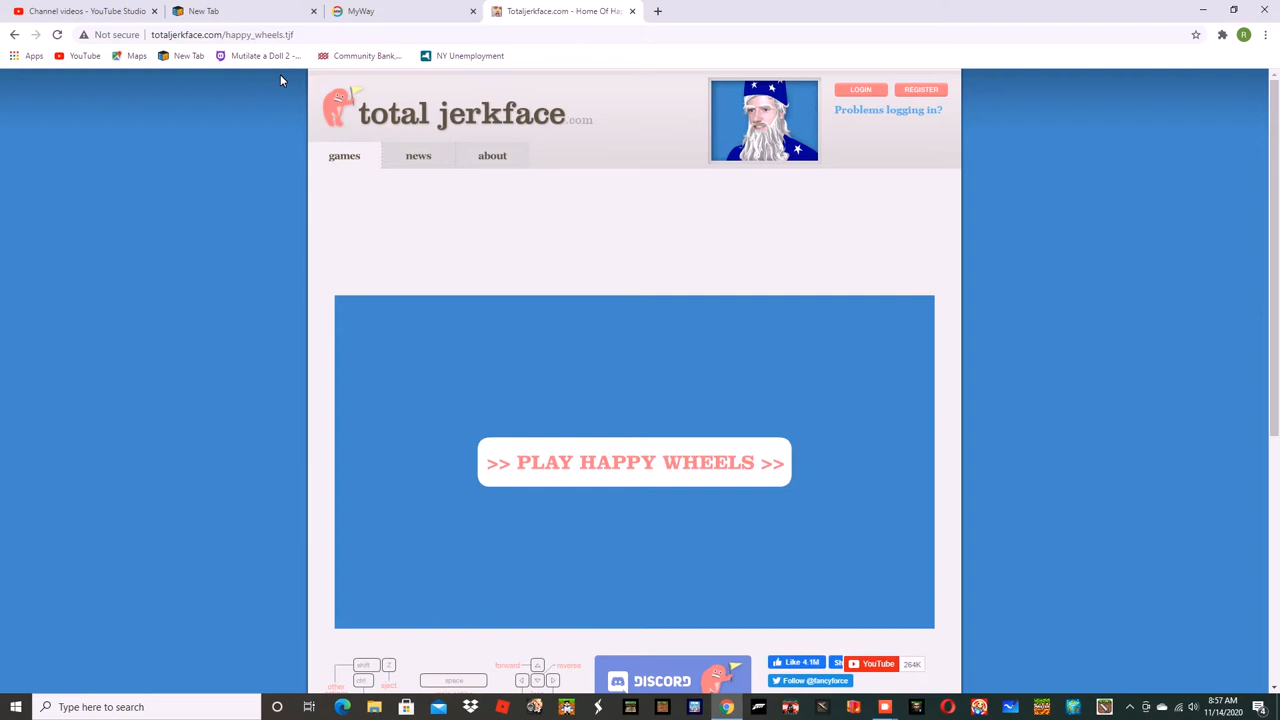 Channel videos - YouTube Studio New Tab MyWay Totaljerkface.com - Home Of Ha
Not secure totaljerkface.com/happy_wheels.tjf R
Apps YouTube Maps New Tab Mutilate a Doll 2 -... Community Bank,... NY Unemployment
total jerkface.com
LOGIN REGISTER
Problems logging in?
games news about
>> PLAY HAPPY WHEELS >>
shift Z
other
ctrl eject
space
forward reverse
DISCORD
Like 4.1M Sh YouTube 264K
Follow @fancyforce
Type here to search
8:57 AM
11/14/2020